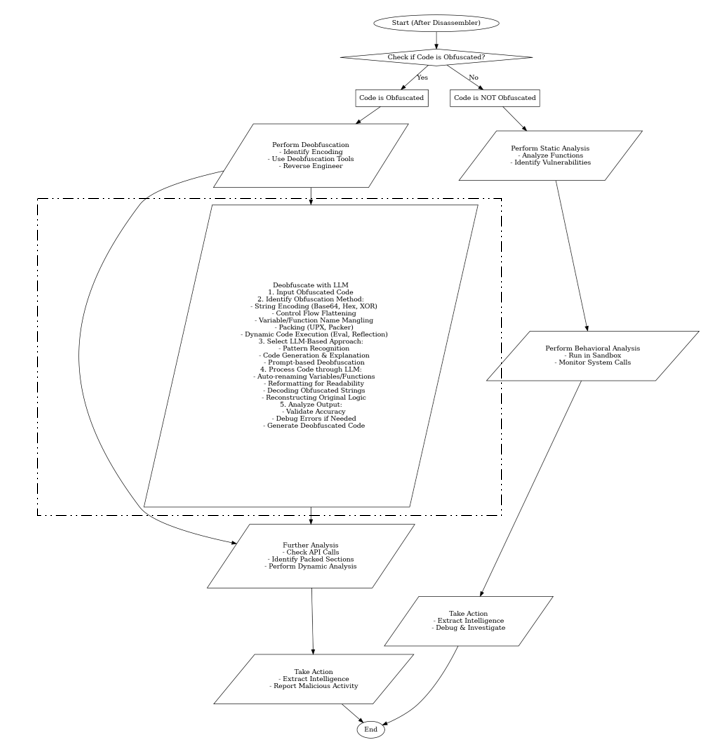 Start (After Disassembler)
Check if Code is Obfuscated?
Yes
No
Code is Obfuscated
Code is NOT Obfuscated
Perform Deobfuscation
- Identify Encoding
- Use Deobfuscation Tools
- Reverse Engineer
Perform Static Analysis
- Analyze Functions
- Identify Vulnerabilities
Deobfuscate with LLM
1. Input Obfuscated Code
2. Identify Obfuscation Method:
- String Encoding (Base64, Hex, XOR)
- Control Flow Flattening
- Variable/Function Name Mangling
- Packing (UPX, Packer)
- Dynamic Code Execution (Eval, Reflection)
3. Select LLM-Based Approach:
- Pattern Recognition
- Code Generation & Explanation
- Prompt-based Deobfuscation
4. Process Code through LLM:
- Auto-renaming Variables/Functions
- Reformatting for Readability
- Decoding Obfuscated Strings
- Reconstructing Original Logic
5. Analyze Output:
- Validate Accuracy
- Debug Errors if Needed
- Generate Deobfuscated Code
Perform Behavioral Analysis
- Run in Sandbox
- Monitor System Calls
Further Analysis
- Check API Calls
- Identify Packed Sections
- Perform Dynamic Analysis
Take Action
- Extract Intelligence
- Debug & Investigate
Take Action
- Extract Intelligence
- Report Malicious Activity
End